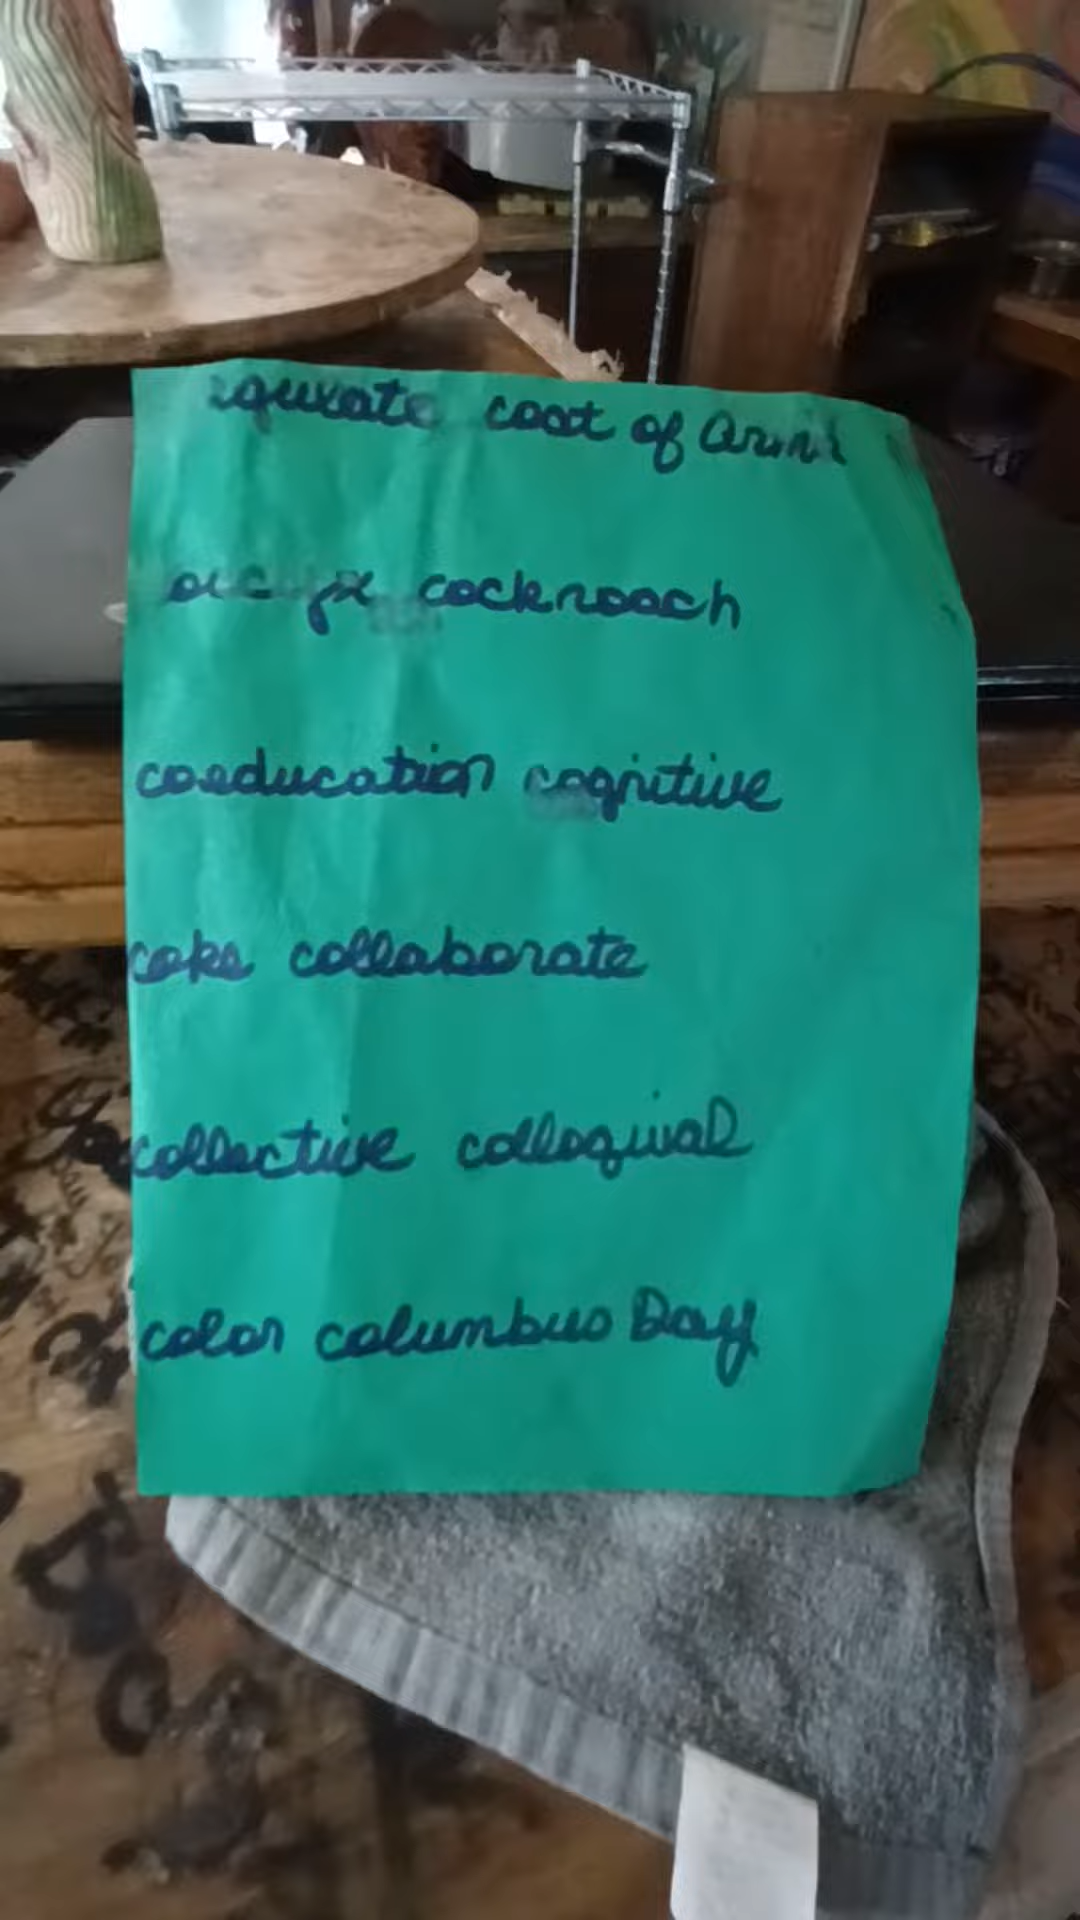 coat of arms
cockroach
coeducation cognitive
coke collaborate
collective colloquial
color columbus Day